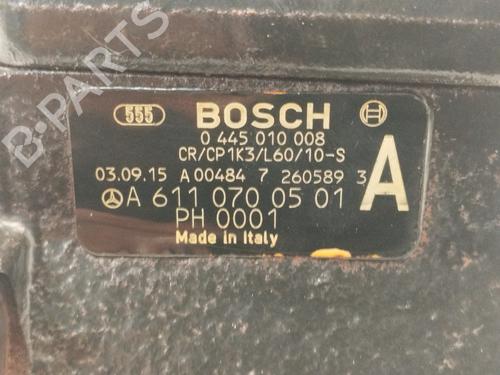 B-PARTS
555 BOSCH
0 445 010 008
CR/CP1K3/L60/10-S
03.09.15 A 00484 7 260589 3
A
A 611 070 05 01
PH 0001
Made in Italy